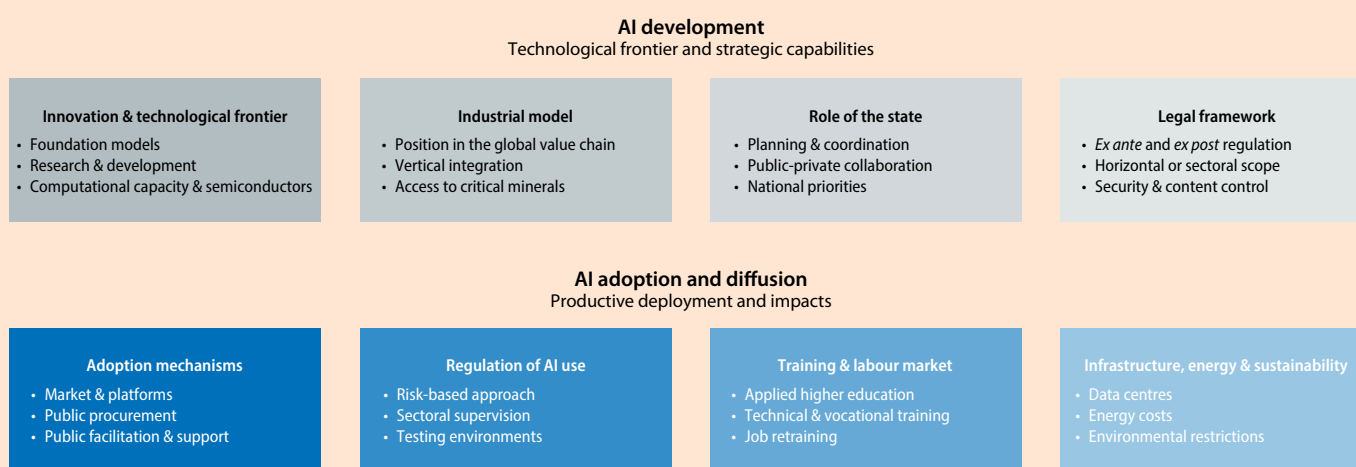 AI development
Technological frontier and strategic capabilities
Innovation & technological frontier
• Foundation models
• Research & development
• Computational capacity & semiconductors
Industrial model
• Position in the global value chain
• Vertical integration
• Access to critical minerals
Role of the state
• Planning & coordination
• Public-private collaboration
• National priorities
Legal framework
• Ex ante and ex post regulation
• Horizontal or sectoral scope
• Security & content control
AI adoption and diffusion
Productive deployment and impacts
Adoption mechanisms
• Market & platforms
• Public procurement
• Public facilitation & support
Regulation of AI use
• Risk-based approach
• Sectoral supervision
• Testing environments
Training & labour market
• Applied higher education
• Technical & vocational training
• Job retraining
Infrastructure, energy & sustainability
• Data centres
• Energy costs
• Environmental restrictions